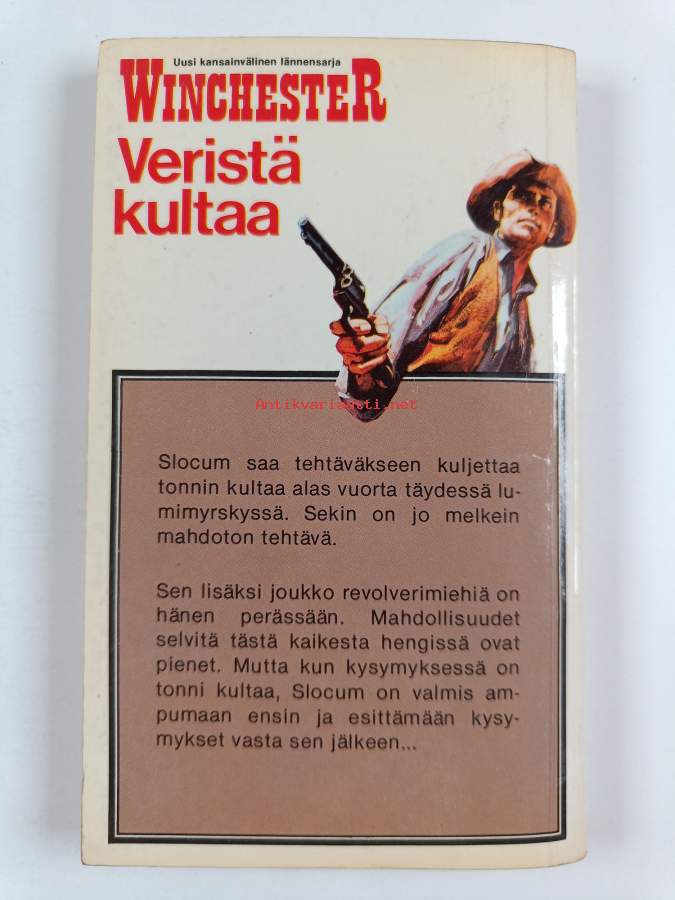 Uusi kansainvälinen lännensarja
WINCHESTER
Veristä
kultaa
Antikvariaatti.net
Slocum saa tehtäväkseen kuljettaa
tonnin kultaa alas vuorta täydessä lu-
mimyrskyssä. Sekin on jo melkein
mahdoton tehtävä.
Sen lisäksi joukko revolverimiehiä on
hänen perässään. Mahdollisuudet
selvitä tästä kaikesta hengissä ovat
pienet. Mutta kun kysymyksessä on
tonni kultaa, Slocum on valmis am-
pumaan ensin ja esittämään kysy-
mykset vasta sen jälkeen...